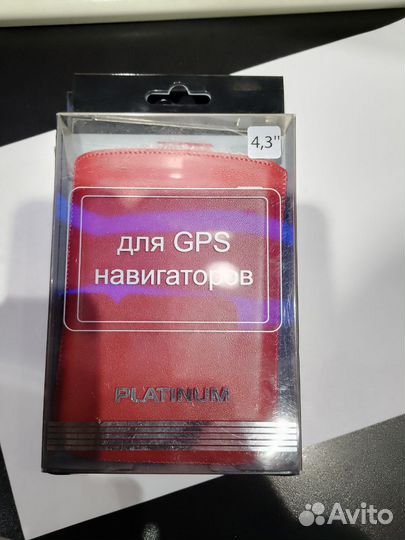 4,3"
для GPS
навигаторов
PLATINUM
Avito